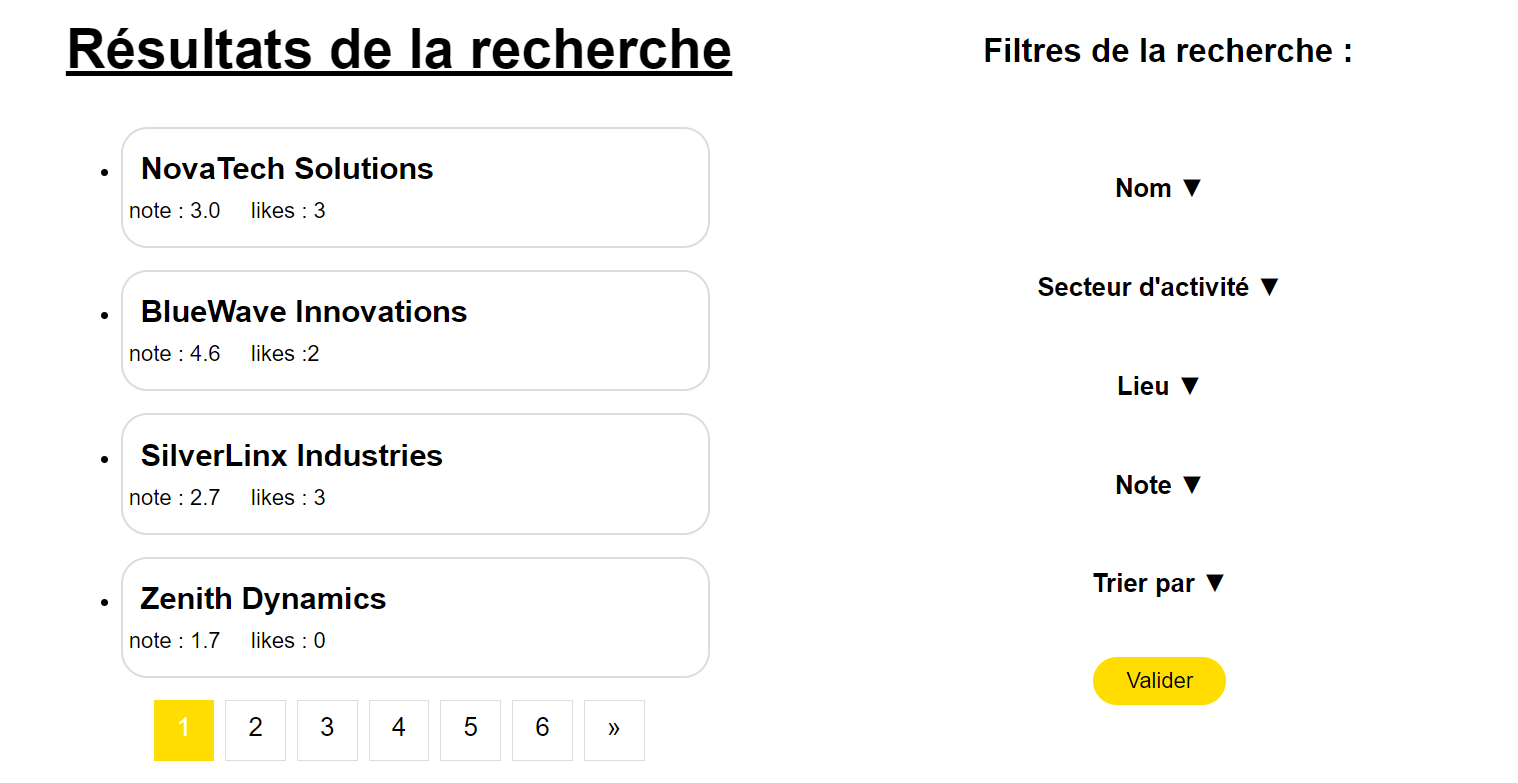 Résultats de la recherche
NovaTech Solutions
note : 3.0 likes : 3
BlueWave Innovations
note : 4.6 likes :2
SilverLinx Industries
note : 2.7 likes : 3
Zenith Dynamics
note : 1.7 likes : 0
1 2 3 4 5 6 »
Filtres de la recherche :
Nom ▼
Secteur d'activité ▼
Lieu ▼
Note ▼
Trier par ▼
Valider